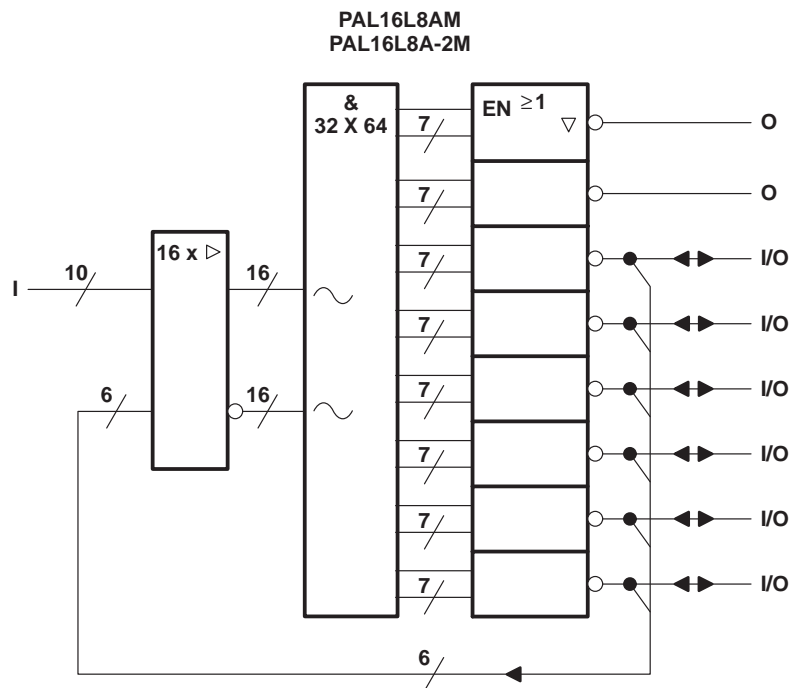 PAL16L8AM
PAL16L8A-2M
&
32 X 64
EN ≥1
7
O
7
O
16 x
7
I/O
I
10
16
7
I/O
6
16
7
I/O
7
I/O
7
I/O
7
I/O
6